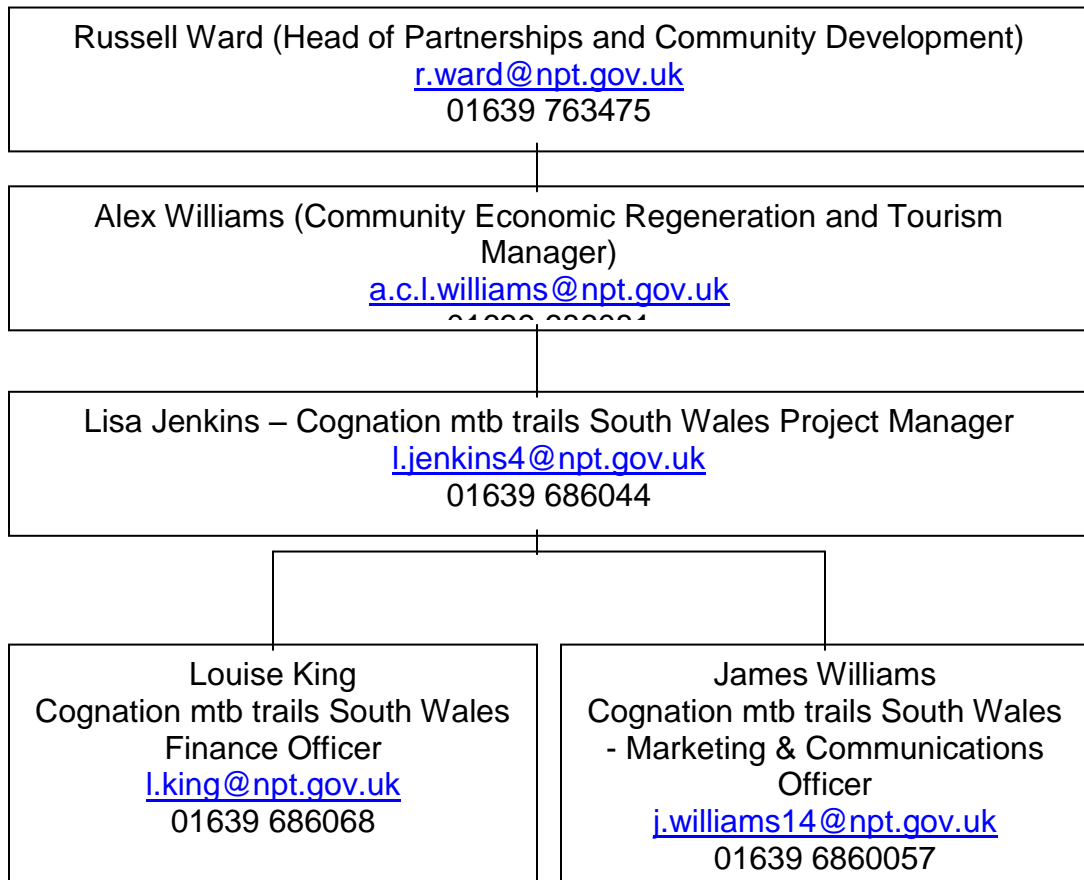 Russell Ward (Head of Partnerships and Community Development)
r.ward@npt.gov.uk
01639 763475
Alex Williams (Community Economic Regeneration and Tourism
Manager)
a.c.l.williams@npt.gov.uk
Lisa Jenkins – Cognation mtb trails South Wales Project Manager
l.jenkins4@npt.gov.uk
01639 686044
Louise King
Cognation mtb trails South Wales
Finance Officer
l.king@npt.gov.uk
01639 686068
James Williams
Cognation mtb trails South Wales
- Marketing & Communications
Officer
j.williams14@npt.gov.uk
01639 6860057